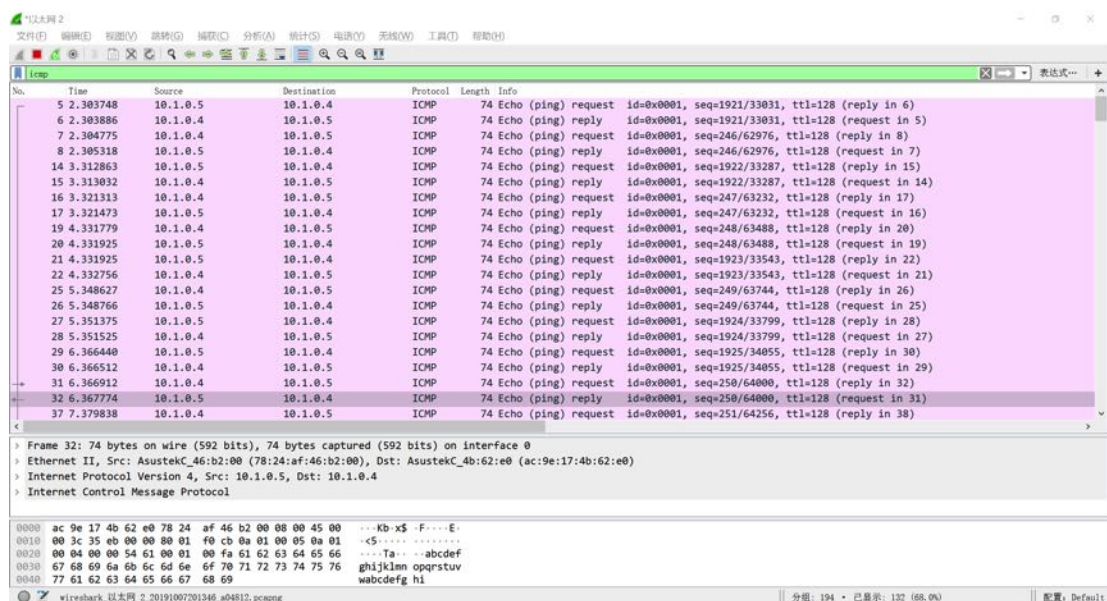 *以太网 2
文件(F) 编辑(E) 视图(V) 跳转(G) 捕获(C) 分析(A) 统计(S) 电话(Y) 无线(W) 工具(T) 帮助(H)
icmp 表达式… +
No. Time Source Destination Protocol Length Info
5 2.303748 10.1.0.5 10.1.0.4 ICMP 74 Echo (ping) request id=0x0001, seq=1921/33031, ttl=128 (reply in 6)
6 2.303886 10.1.0.4 10.1.0.5 ICMP 74 Echo (ping) reply id=0x0001, seq=1921/33031, ttl=128 (request in 5)
7 2.304775 10.1.0.4 10.1.0.5 ICMP 74 Echo (ping) request id=0x0001, seq=246/62976, ttl=128 (reply in 8)
8 2.305318 10.1.0.5 10.1.0.4 ICMP 74 Echo (ping) reply id=0x0001, seq=246/62976, ttl=128 (request in 7)
14 3.312863 10.1.0.5 10.1.0.4 ICMP 74 Echo (ping) request id=0x0001, seq=1922/33287, ttl=128 (reply in 15)
15 3.313032 10.1.0.4 10.1.0.5 ICMP 74 Echo (ping) reply id=0x0001, seq=1922/33287, ttl=128 (request in 14)
16 3.321313 10.1.0.4 10.1.0.5 ICMP 74 Echo (ping) request id=0x0001, seq=247/63232, ttl=128 (reply in 17)
17 3.321473 10.1.0.5 10.1.0.4 ICMP 74 Echo (ping) reply id=0x0001, seq=247/63232, ttl=128 (request in 16)
19 4.331779 10.1.0.4 10.1.0.5 ICMP 74 Echo (ping) request id=0x0001, seq=248/63488, ttl=128 (reply in 20)
20 4.331925 10.1.0.5 10.1.0.4 ICMP 74 Echo (ping) reply id=0x0001, seq=248/63488, ttl=128 (request in 19)
21 4.331925 10.1.0.5 10.1.0.4 ICMP 74 Echo (ping) request id=0x0001, seq=1923/33543, ttl=128 (reply in 22)
22 4.332756 10.1.0.4 10.1.0.5 ICMP 74 Echo (ping) reply id=0x0001, seq=1923/33543, ttl=128 (request in 21)
25 5.348627 10.1.0.4 10.1.0.5 ICMP 74 Echo (ping) request id=0x0001, seq=249/63744, ttl=128 (reply in 26)
26 5.348766 10.1.0.5 10.1.0.4 ICMP 74 Echo (ping) reply id=0x0001, seq=249/63744, ttl=128 (request in 25)
27 5.351375 10.1.0.5 10.1.0.4 ICMP 74 Echo (ping) request id=0x0001, seq=1924/33799, ttl=128 (reply in 28)
28 5.351525 10.1.0.4 10.1.0.5 ICMP 74 Echo (ping) reply id=0x0001, seq=1924/33799, ttl=128 (request in 27)
29 6.366440 10.1.0.5 10.1.0.4 ICMP 74 Echo (ping) request id=0x0001, seq=1925/34055, ttl=128 (reply in 30)
30 6.366512 10.1.0.4 10.1.0.5 ICMP 74 Echo (ping) reply id=0x0001, seq=1925/34055, ttl=128 (request in 29)
31 6.366912 10.1.0.4 10.1.0.5 ICMP 74 Echo (ping) request id=0x0001, seq=250/64000, ttl=128 (reply in 32)
32 6.367774 10.1.0.5 10.1.0.4 ICMP 74 Echo (ping) reply id=0x0001, seq=250/64000, ttl=128 (request in 31)
37 7.379838 10.1.0.4 10.1.0.5 ICMP 74 Echo (ping) request id=0x0001, seq=251/64256, ttl=128 (reply in 38)
> Frame 32: 74 bytes on wire (592 bits), 74 bytes captured (592 bits) on interface 0
> Ethernet II, Src: AsustekC_46:b2:00 (78:24:af:46:b2:00), Dst: AsustekC_4b:62:e0 (ac:9e:17:4b:62:e0)
> Internet Protocol Version 4, Src: 10.1.0.5, Dst: 10.1.0.4
> Internet Control Message Protocol
0000 ac 9e 17 4b 62 e0 78 24 af 46 b2 00 08 00 45 00 ···Kb·x$ ·F····E·
0010 00 3c 35 eb 00 00 80 01 f0 cb 0a 01 00 05 0a 01 ·<5····· ········
0020 00 04 00 00 54 61 00 01 00 fa 61 62 63 64 65 66 ····Ta·· ··abcdef
0030 67 68 69 6a 6b 6c 6d 6e 6f 70 71 72 73 74 75 76 ghijklmn opqrstuv
0040 77 61 62 63 64 65 66 67 68 69 wabcdefg hi
wireshark_以太网 2_20191007201346_a04812.pcapng 分组: 194 · 已显示: 132 (68.0%) 配置: Default